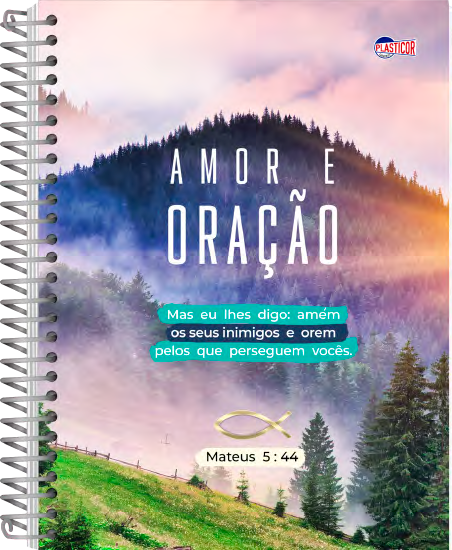 PLASTICOR
AMOR E
ORAÇÃO
Mas eu lhes digo: amém
os seus inimigos e orem
pelos que perseguem vocês.
Mateus 5 : 44